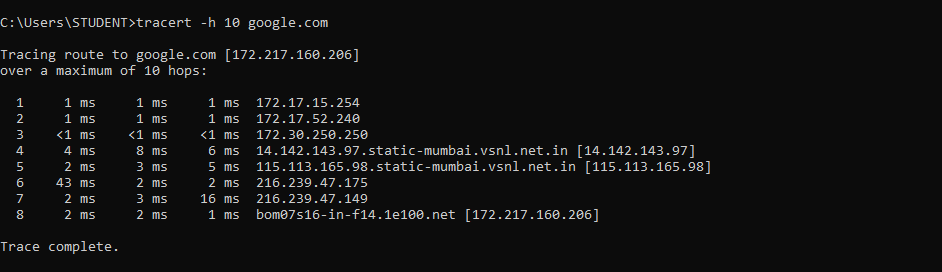 C:\Users\STUDENT>tracert -h 10 google.com
Tracing route to google.com [172.217.160.206]
over a maximum of 10 hops:
1 1 ms 1 ms 1 ms 172.17.15.254
2 1 ms 1 ms 1 ms 172.17.52.240
3 <1 ms <1 ms <1 ms 172.30.250.250
4 4 ms 8 ms 6 ms 14.142.143.97.static-mumbai.vsnl.net.in [14.142.143.97]
5 2 ms 3 ms 5 ms 115.113.165.98.static-mumbai.vsnl.net.in [115.113.165.98]
6 43 ms 2 ms 2 ms 216.239.47.175
7 2 ms 3 ms 16 ms 216.239.47.149
8 2 ms 2 ms 1 ms bom07s16-in-f14.1e100.net [172.217.160.206]
Trace complete.